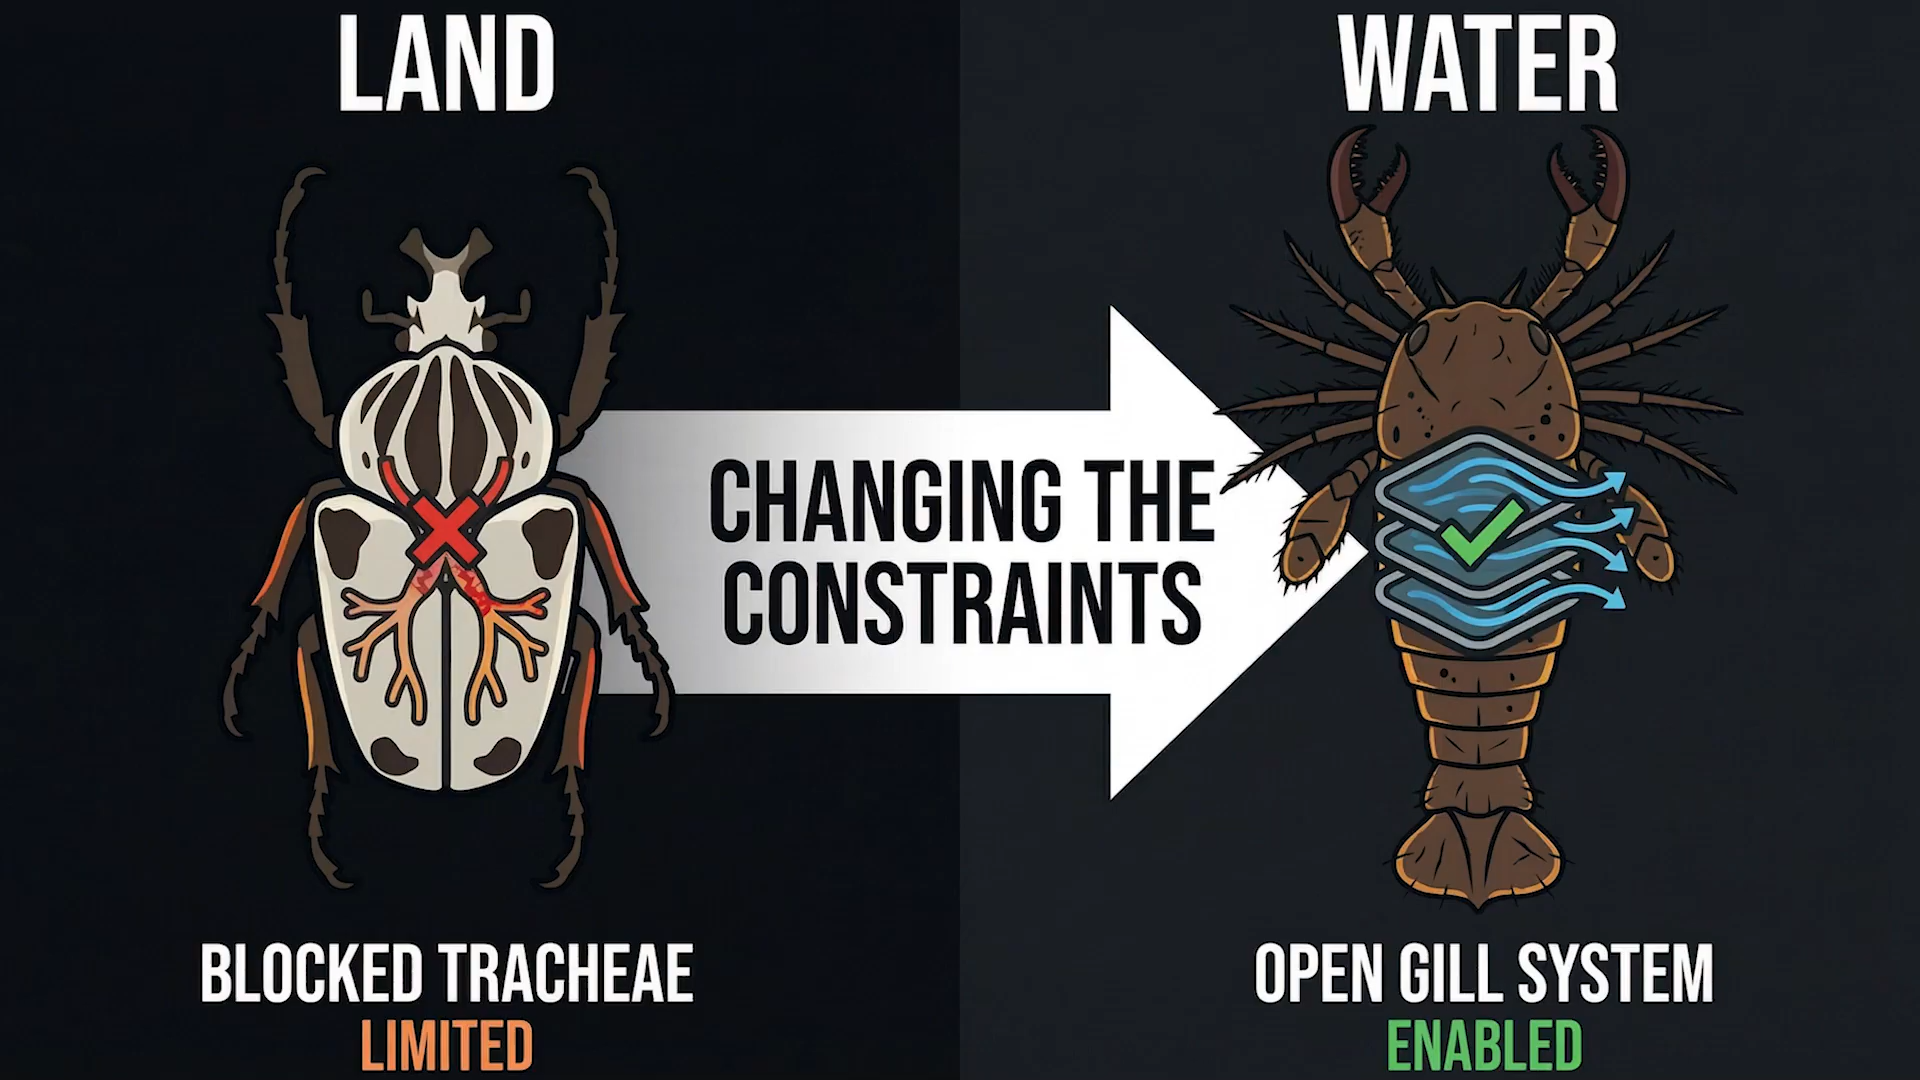 LAND
WATER
CHANGING THE
CONSTRAINTS
BLOCKED TRACHEAE
LIMITED
OPEN GILL SYSTEM
ENABLED